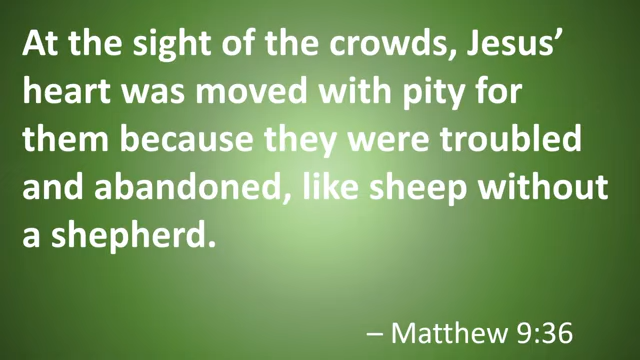 At the sight of the crowds, Jesus’
heart was moved with pity for
them because they were troubled
and abandoned, like sheep without
a shepherd.
– Matthew 9:36